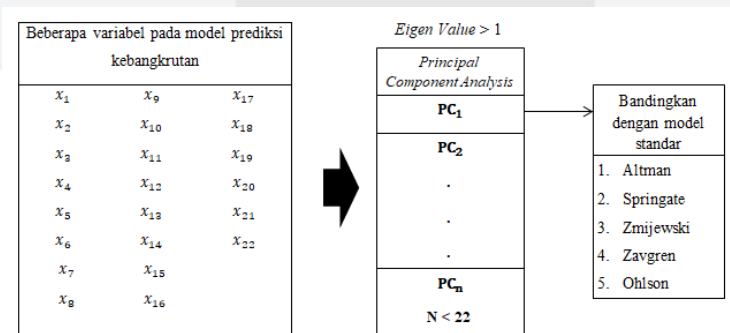 Beberapa variabel pada model prediksi
kebangkrutan
x₁ x₉ x₁₇
x₂ x₁₀ x₁₈
x₃ x₁₁ x₁₉
x₄ x₁₂ x₂₀
x₅ x₁₃ x₂₁
x₆ x₁₄ x₂₂
x₇ x₁₅
x₈ x₁₆
Eigen Value > 1
Principal
Component Analysis
PC₁
PC₂
.
.
.
PCₙ
N < 22
Bandingkan
dengan model
standar
1. Altman
2. Springate
3. Zmijewski
4. Zavgren
5. Ohlson